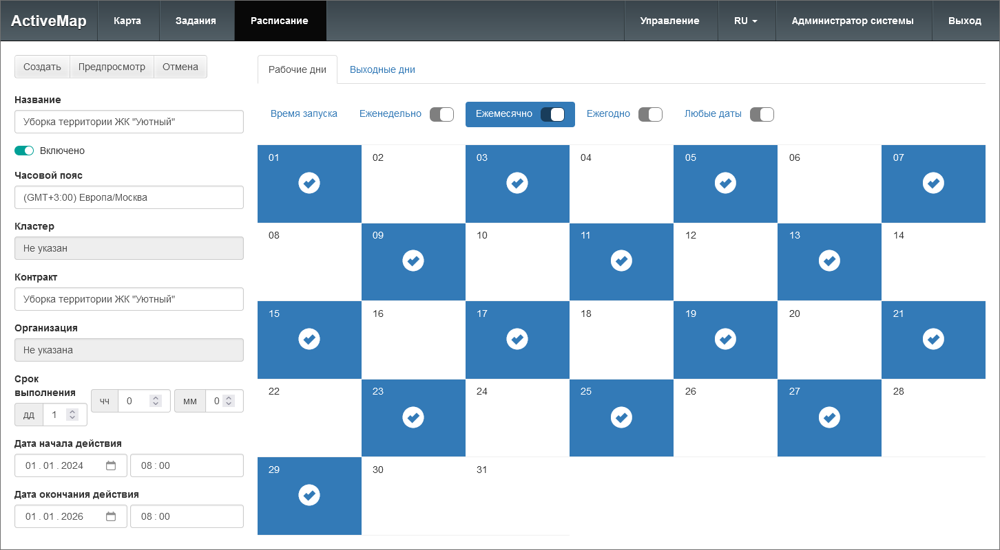 ActiveMap Карта Задания Расписание Управление RU Администратор системы Выход
Создать Предпросмотр Отмена
Название
Уборка территории ЖК "Уютный"
Включено
Часовой пояс
(GMT+3:00) Европа/Москва
Кластер
Не указан
Контракт
Уборка территории ЖК "Уютный"
Организация
Не указана
Срок
выполнения
дд 1 чч 0 мм 0
Дата начала действия
01 . 01 . 2024 08 : 00
Дата окончания действия
01 . 01 . 2026 08 : 00
Рабочие дни Выходные дни
Время запуска Еженедельно Ежемесячно Ежегодно Любые даты
01 02 03 04 05 06 07
08 09 10 11 12 13 14
15 16 17 18 19 20 21
22 23 24 25 26 27 28
29 30 31